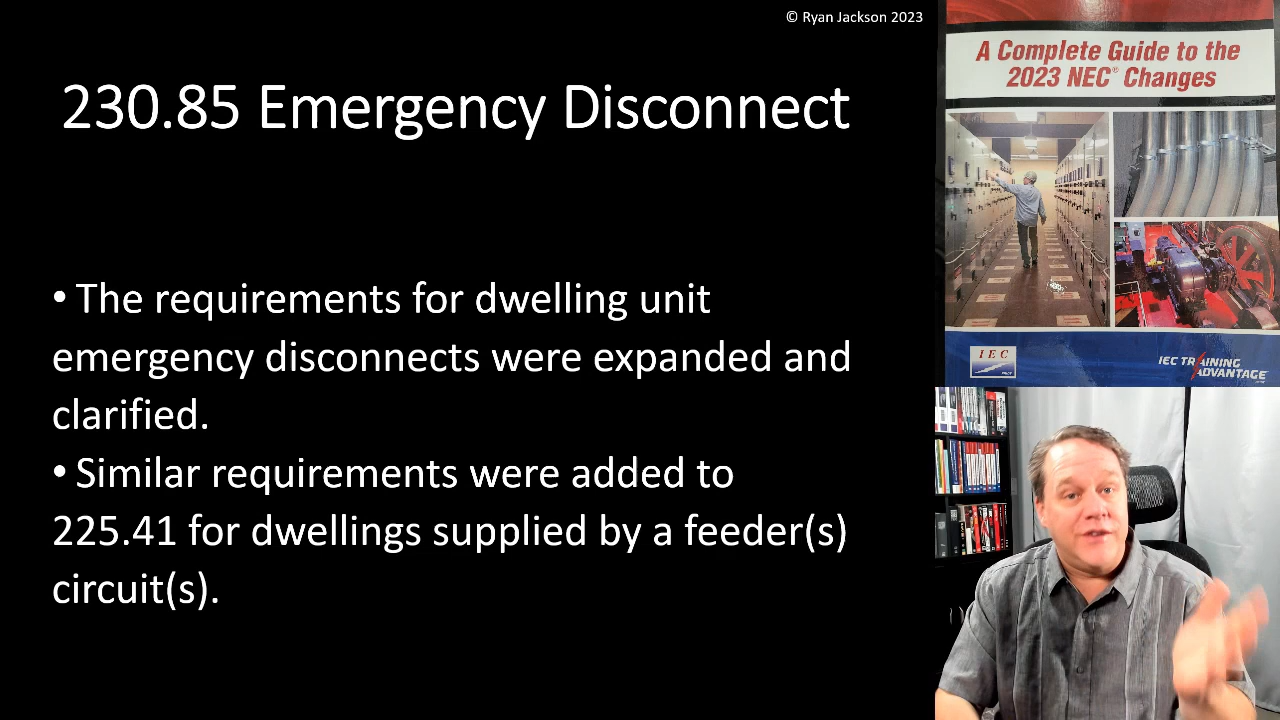 © Ryan Jackson 2023
230.85 Emergency Disconnect
• The requirements for dwelling unit
emergency disconnects were expanded and
clarified.
• Similar requirements were added to
225.41 for dwellings supplied by a feeder(s)
circuit(s).
A Complete Guide to the
2023 NEC® Changes
IEC
IEC TRAINING
ADVANTAGE